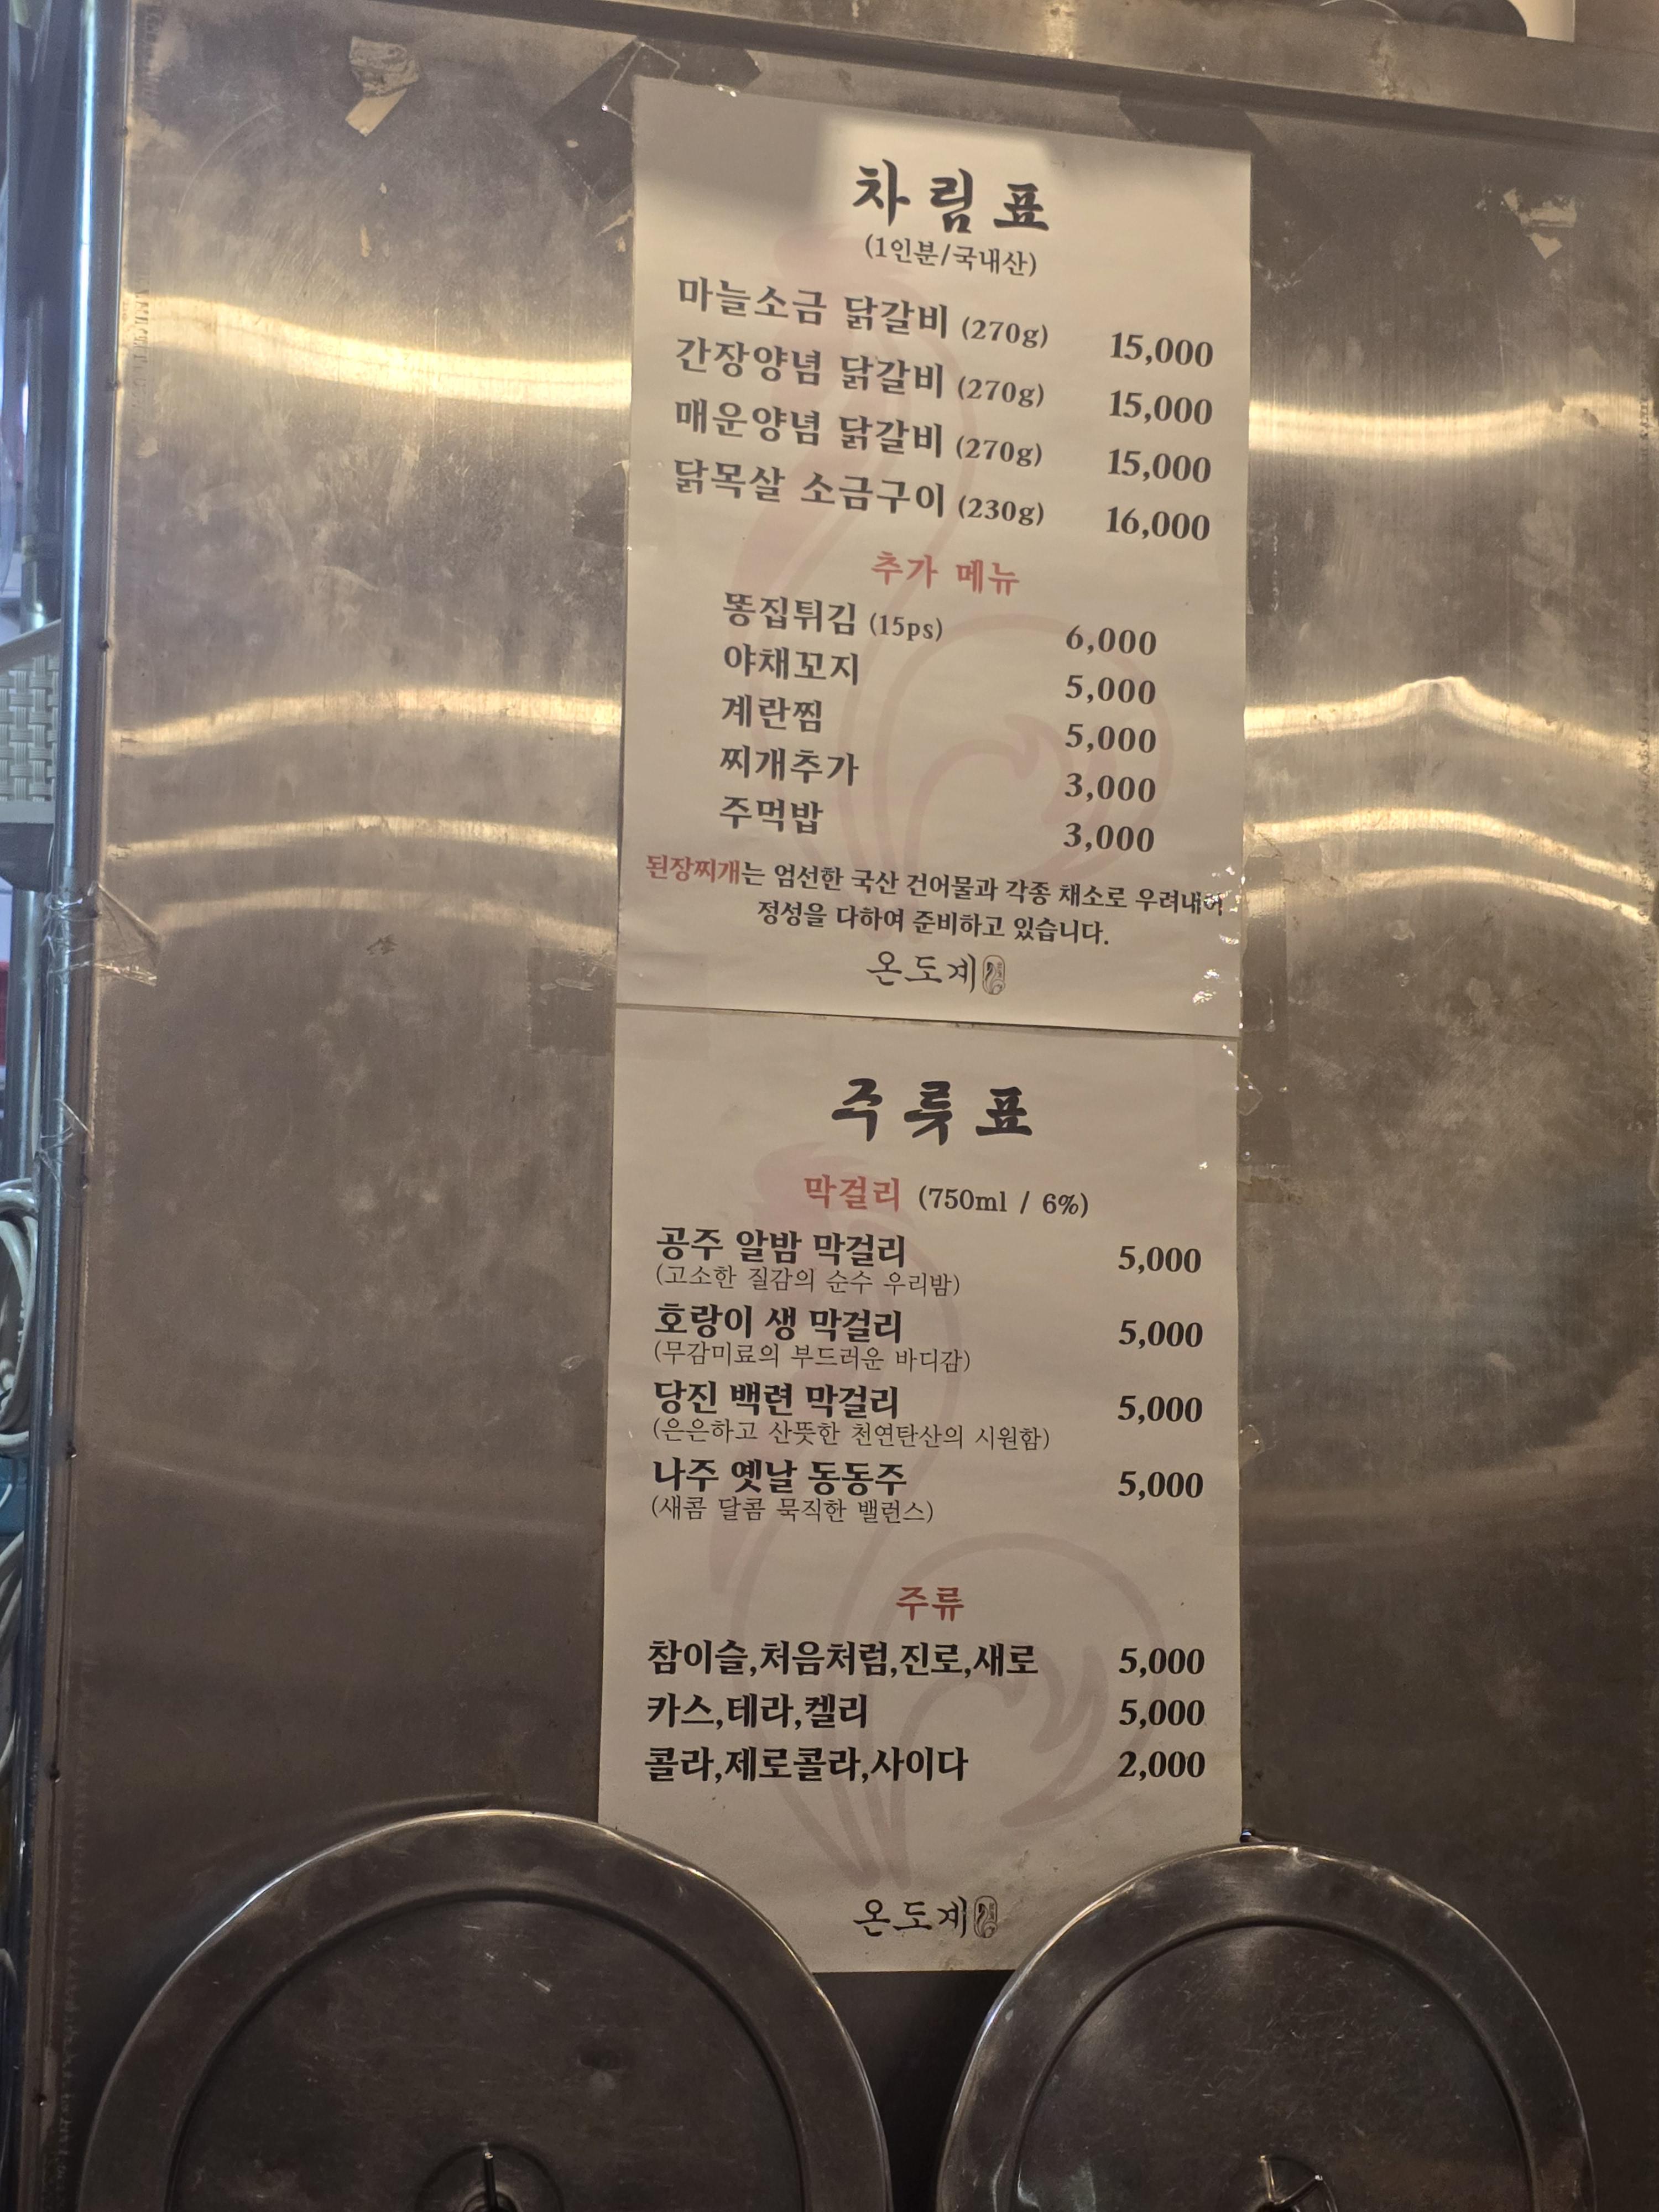 차림표
(1인분/국내산)
마늘소금 닭갈비 (270g) 15,000
간장양념 닭갈비 (270g) 15,000
매운양념 닭갈비 (270g) 15,000
닭목살 소금구이 (230g) 16,000
추가 메뉴
똥집튀김 (15ps) 6,000
야채꼬지 5,000
계란찜 5,000
찌개추가 3,000
주먹밥 3,000
된장찌개는 엄선한 국산 건어물과 각종 채소로 우려내어
정성을 다하여 준비하고 있습니다.
온도계
주륫표
막걸리 (750ml / 6%)
공주 알밤 막걸리 5,000
(고소한 질감의 순수 우리밤)
호랑이 생 막걸리 5,000
(무감미료의 부드러운 바디감)
당진 백련 막걸리 5,000
(은은하고 산뜻한 천연탄산의 시원함)
나주 옛날 동동주 5,000
(새콤 달콤 묵직한 밸런스)
주류
참이슬,처음처럼,진로,새로 5,000
카스,테라,켈리 5,000
콜라,제로콜라,사이다 2,000
온도계